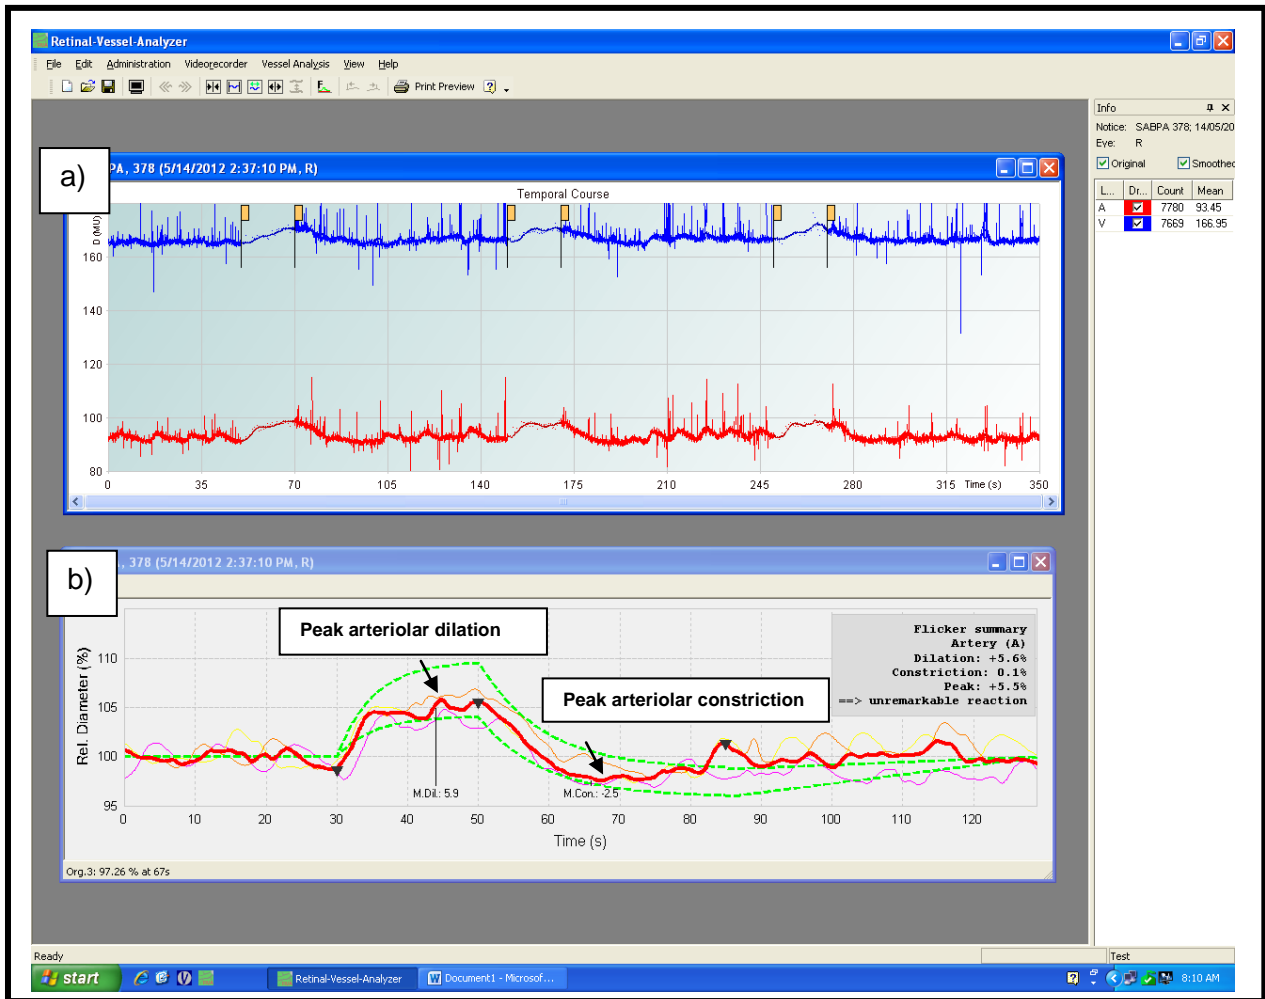 Retinal-Vessel-Analyzer
File Edit Administration Videorecorder Vessel Analysis View Help
Print Preview
Info
Notice: SABPA 378; 14/05/20
Eye: R
Original Smoothed
L... Dr... Count Mean
A 7780 93.45
V 7669 166.95
a)
PA, 378 (5/14/2012 2:37:10 PM, R)
Temporal Course
D (MU)
160
140
120
100
80
0 35 70 105 140 175 210 245 280 315 Time (s) 350
b)
, 378 (5/14/2012 2:37:10 PM, R)
Peak arteriolar dilation
Peak arteriolar constriction
Flicker summary
Artery (A)
Dilation: +5.6%
Constriction: 0.1%
Peak: +5.5%
==> unremarkable reaction
Rel. Diameter (%)
110
105
100
95
M.Dil.: 5.9
M.Con.: -2.5
0 10 20 30 40 50 60 70 80 90 100 110 120
Time (s)
Org.3: 97.26 % at 67s
Ready
Test
start
Retinal-Vessel-Analyzer
Document1 - Microsof...
8:10 AM